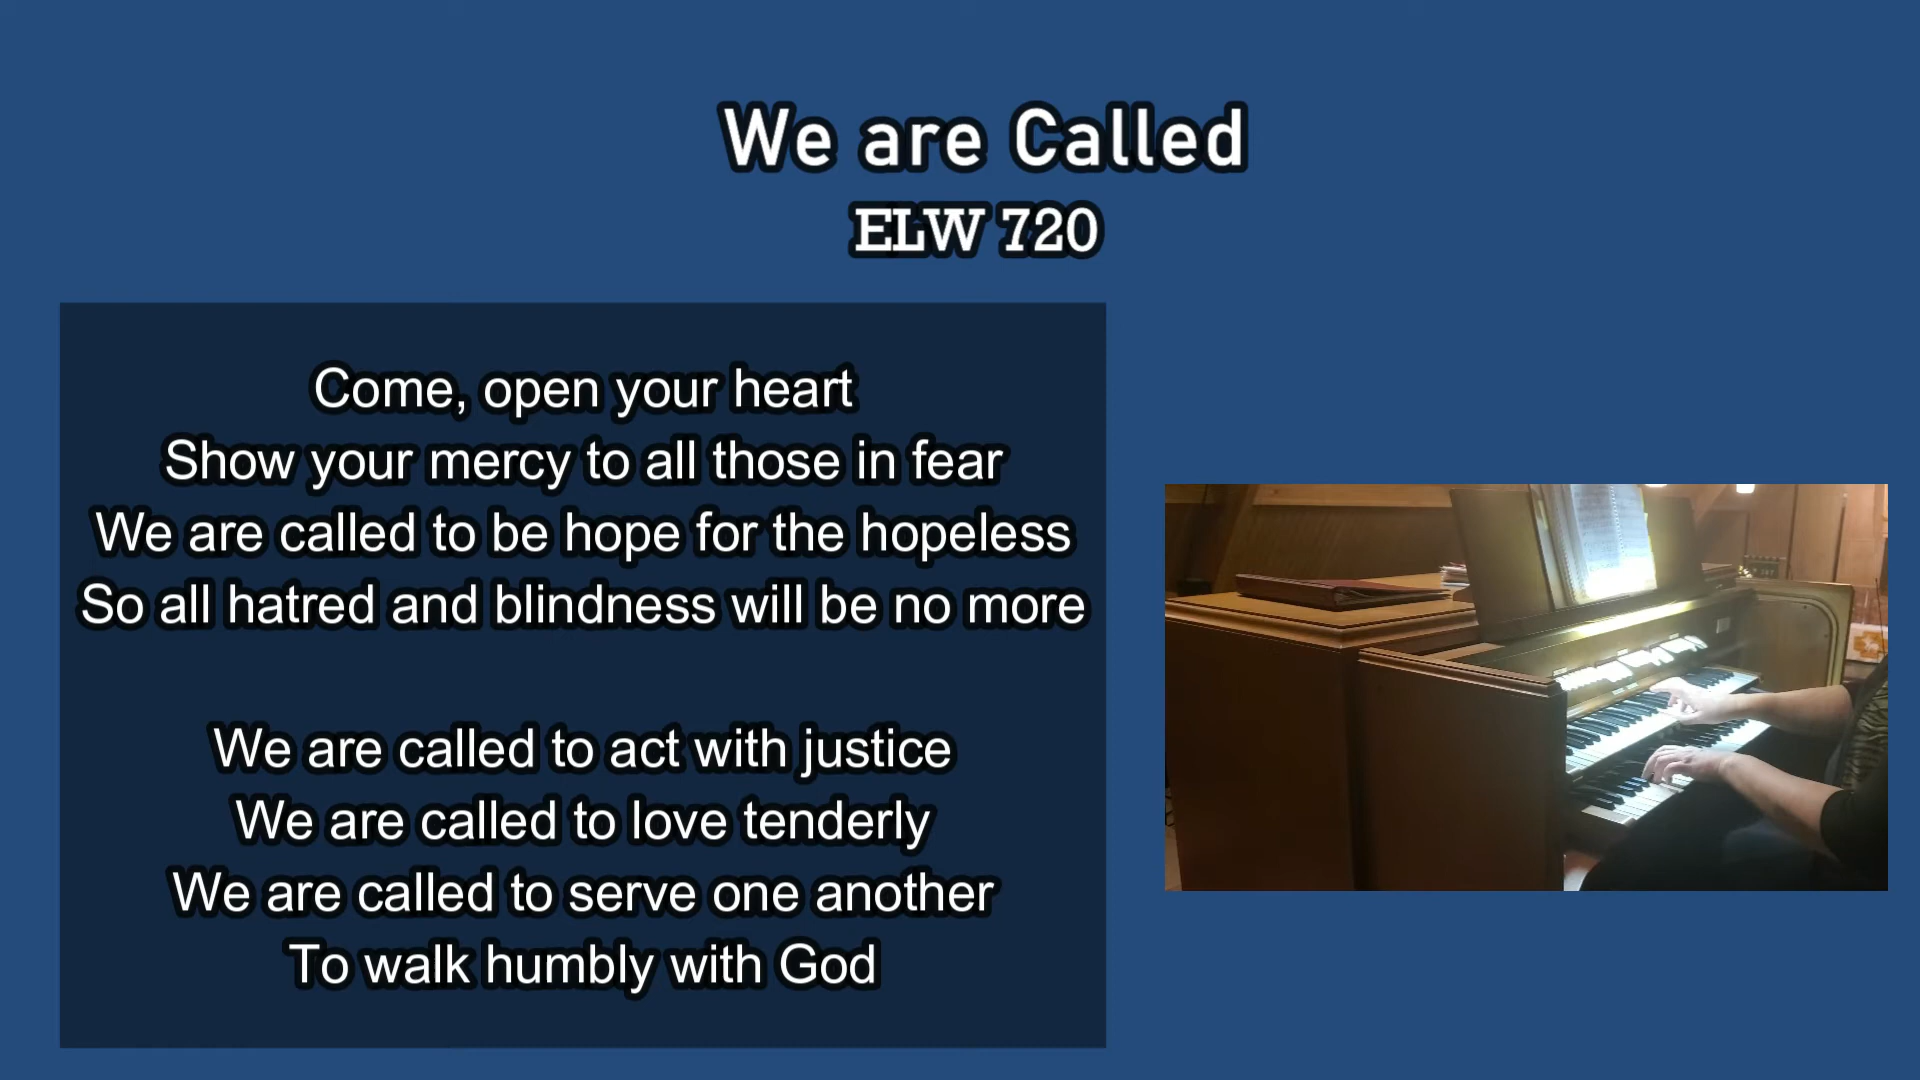 We are Called
ELW 720
Come, open your heart
Show your mercy to all those in fear
We are called to be hope for the hopeless
So all hatred and blindness will be no more
We are called to act with justice
We are called to love tenderly
We are called to serve one another
To walk humbly with God